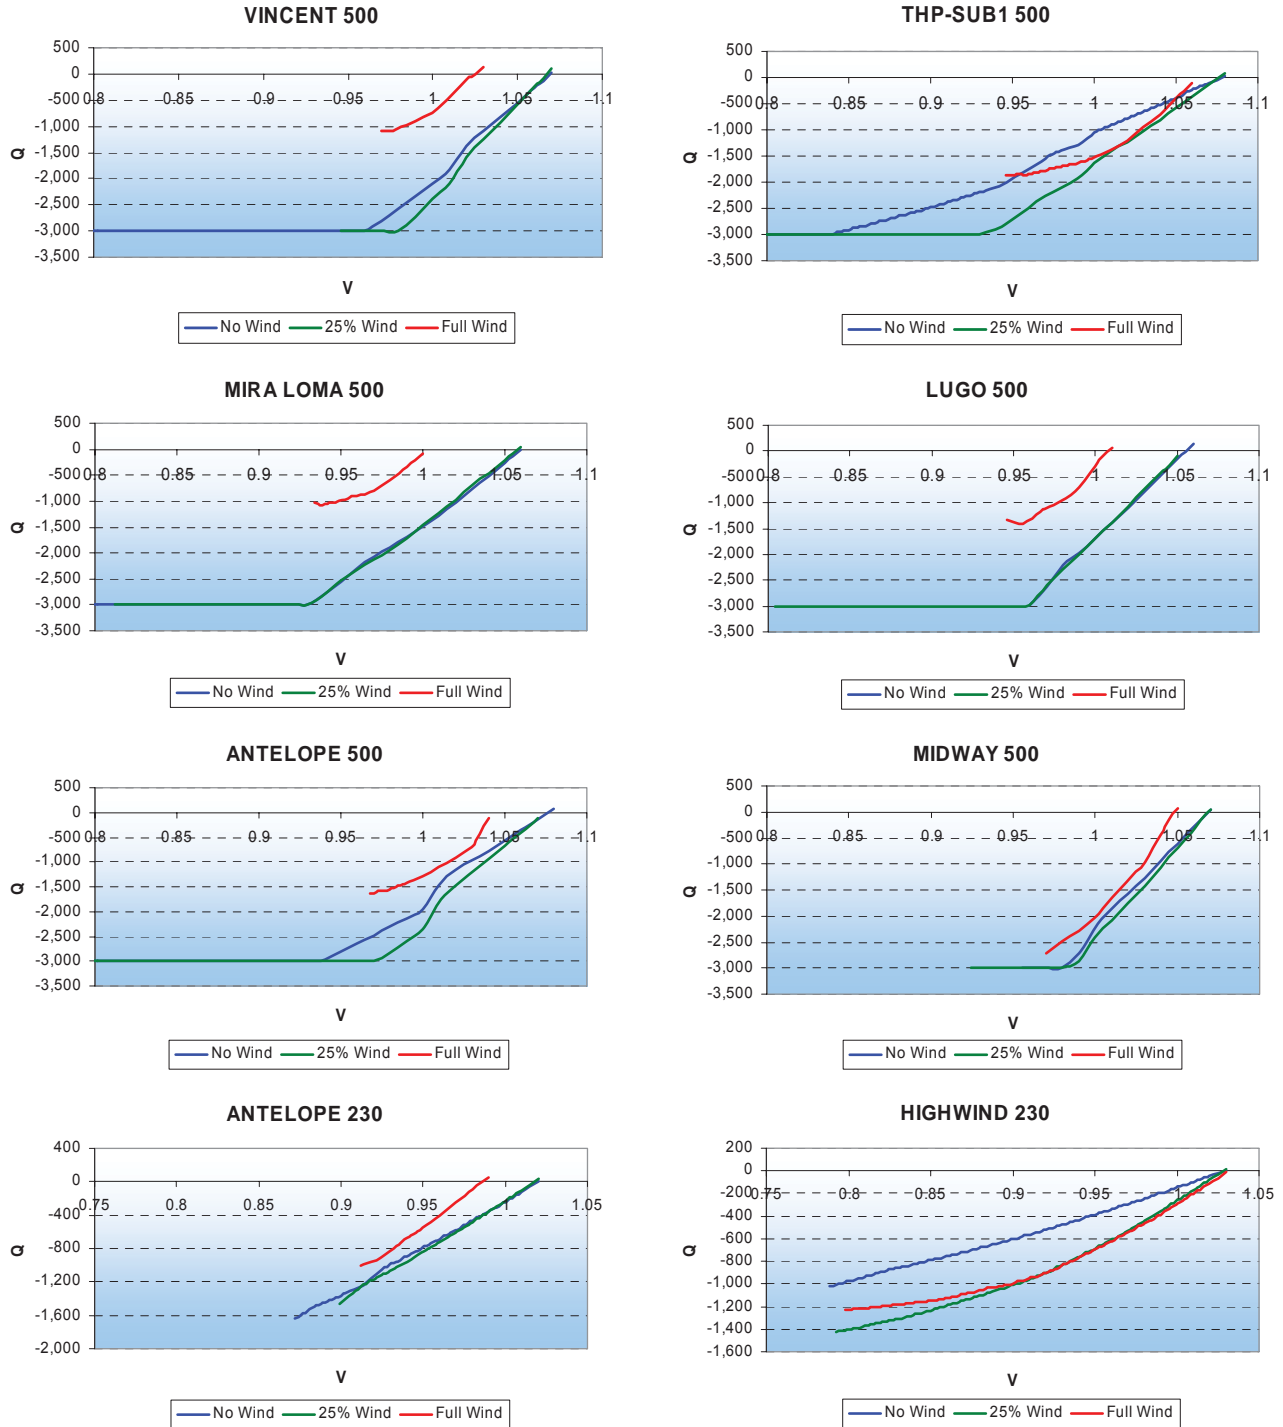 VINCENT 500
500
0
-500
-1,000
-1,500
-2,000
-2,500
-3,000
-3,500
0.8 0.85 0.9 0.95 1 1.05 1.1
Q
V
No Wind 25% Wind Full Wind
THP-SUB1 500
500
0
-500
-1,000
-1,500
-2,000
-2,500
-3,000
-3,500
0.8 0.85 0.9 0.95 1 1.05 1.1
Q
V
No Wind 25% Wind Full Wind
MIRA LOMA 500
500
0
-500
-1,000
-1,500
-2,000
-2,500
-3,000
-3,500
0.8 0.85 0.9 0.95 1 1.05 1.1
Q
V
No Wind 25% Wind Full Wind
LUGO 500
500
0
-500
-1,000
-1,500
-2,000
-2,500
-3,000
-3,500
0.8 0.85 0.9 0.95 1 1.05 1.1
Q
V
No Wind 25% Wind Full Wind
ANTELOPE 500
500
0
-500
-1,000
-1,500
-2,000
-2,500
-3,000
-3,500
0.8 0.85 0.9 0.95 1 1.05 1.1
Q
V
No Wind 25% Wind Full Wind
MIDWAY 500
500
0
-500
-1,000
-1,500
-2,000
-2,500
-3,000
-3,500
0.8 0.85 0.9 0.95 1 1.05 1.1
Q
V
No Wind 25% Wind Full Wind
ANTELOPE 230
400
0
-400
-800
-1,200
-1,600
-2,000
0.75 0.8 0.85 0.9 0.95 1 1.05
Q
V
No Wind 25% Wind Full Wind
HIGHWIND 230
200
0
-200
-400
-600
-800
-1,000
-1,200
-1,400
-1,600
0.75 0.8 0.85 0.9 0.95 1 1.05
Q
V
No Wind 25% Wind Full Wind